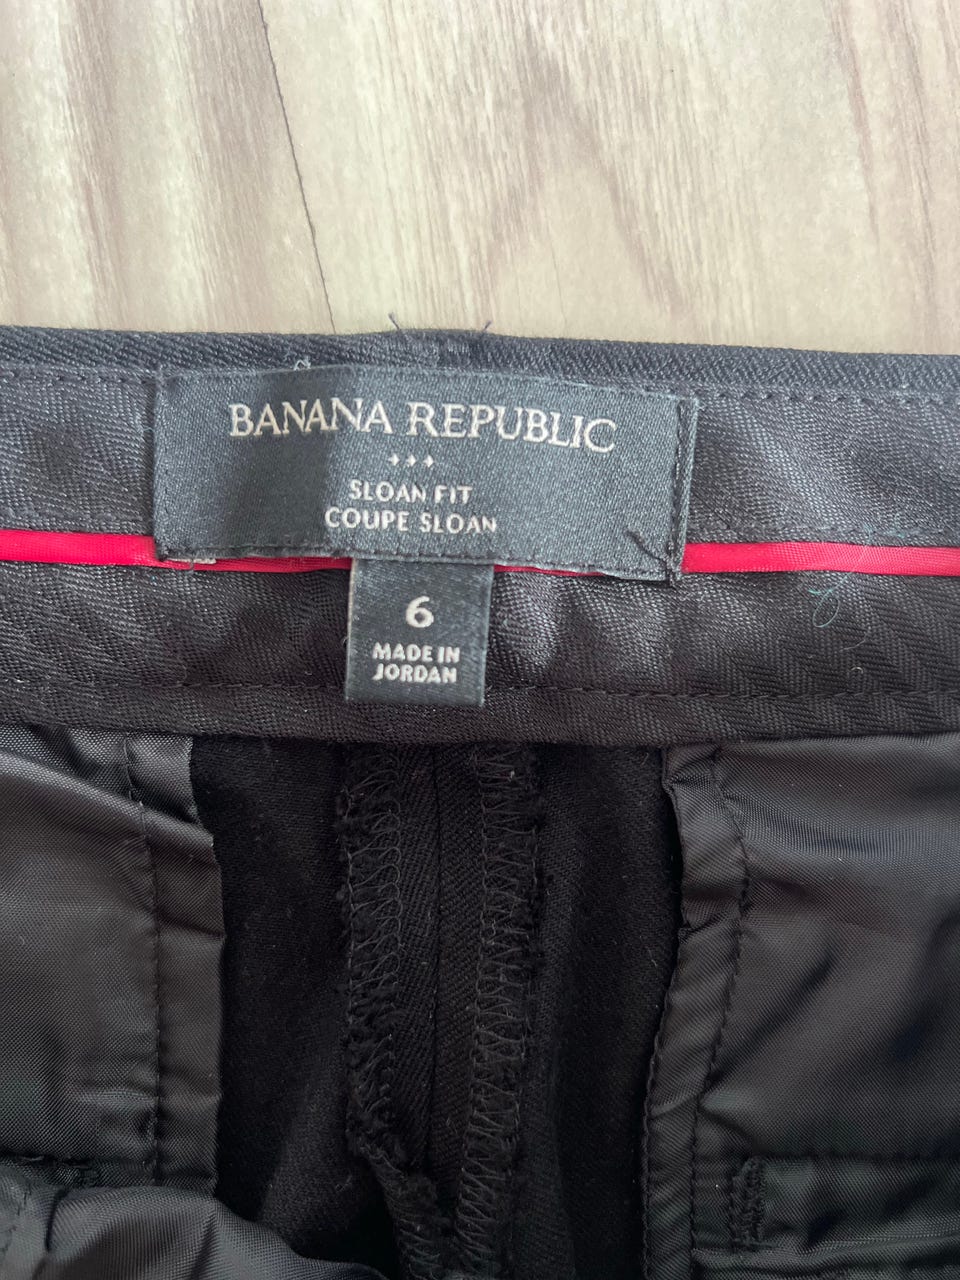 BANANA REPUBLIC
SLOAN FIT
COUPE SLOAN
6
MADE IN
JORDAN